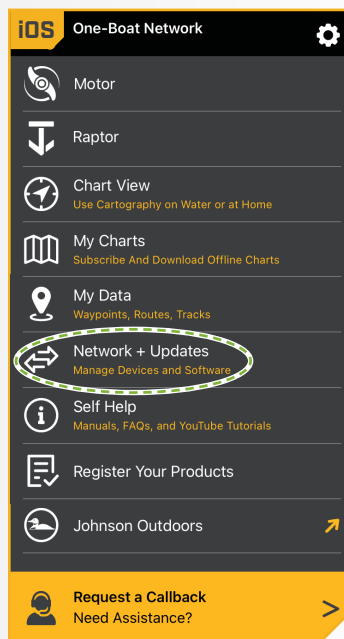 iOS One-Boat Network
Motor
Raptor
Chart View
Use Cartography on Water or at Home
My Charts
Subscribe And Download Offline Charts
My Data
Waypoints, Routes, Tracks
Network + Updates
Manage Devices and Software
Self Help
Manuals, FAQs, and YouTube Tutorials
Register Your Products
Johnson Outdoors
Request a Callback
Need Assistance?